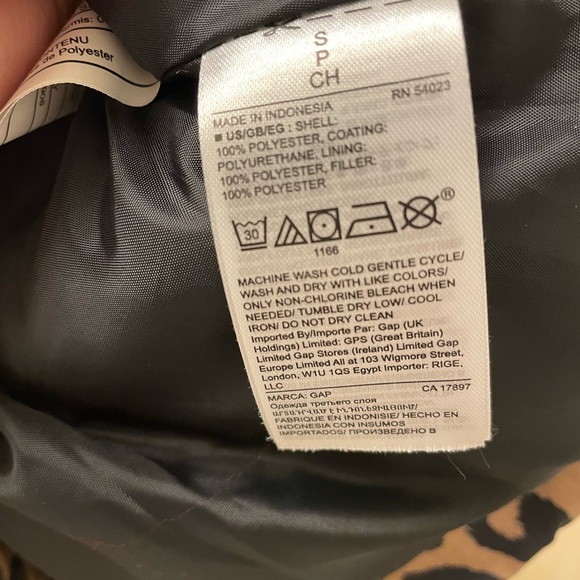 ITENU
de Polyester
S
P
CH
RN 54023
MADE IN INDONESIA
■ US/GB/EG : SHELL:
100% POLYESTER, COATING:
POLYURETHANE, LINING:
100% POLYESTER, FILLER:
100% POLYESTER
30
®
1166
MACHINE WASH COLD GENTLE CYCLE/
WASH AND DRY WITH LIKE COLORS/
ONLY NON-CHLORINE BLEACH WHEN
NEEDED/ TUMBLE DRY LOW/ COOL
IRON/ DO NOT DRY CLEAN
Imported By/Importe Par: Gap (UK
Holdings) Limited: GPS (Great Britain)
Limited Gap Stores (Ireland) Limited Gap
Europe Limited All at 103 Wigmore Street,
London, W1U 1QS Egypt Importer: RIGE,
LLC
MARCA: GAP
CA 17897
Одежда третьего слоя
FABRIQUE EN INDONESIE/ HECHO EN
INDONESIA CON INSUMOS
IMPORTADOS/ ПРОИЗВЕДЕНО В